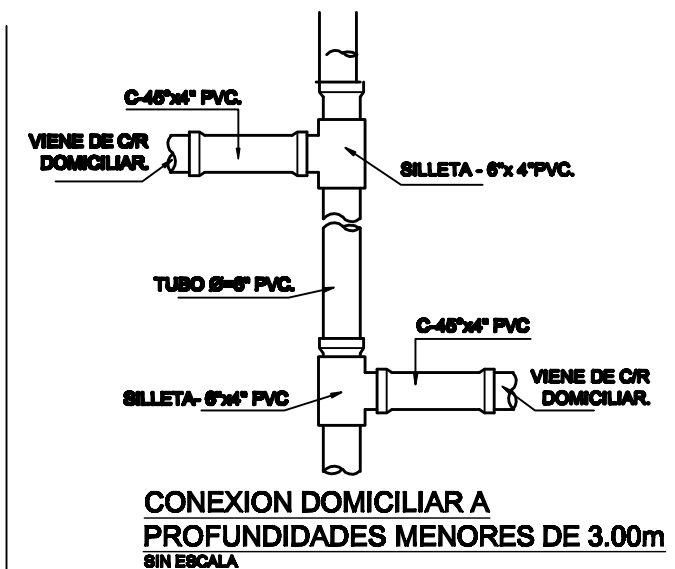 C-45°x4" PVC.
VIENE DE C/R
DOMICILIAR.
SILLETA - 6"x 4"PVC.
TUBO Ø=6" PVC.
C-45°x4" PVC
SILLETA- 6"x4" PVC
VIENE DE C/R
DOMICILIAR.
CONEXION DOMICILIAR A
PROFUNDIDADES MENORES DE 3.00m
SIN ESCALA